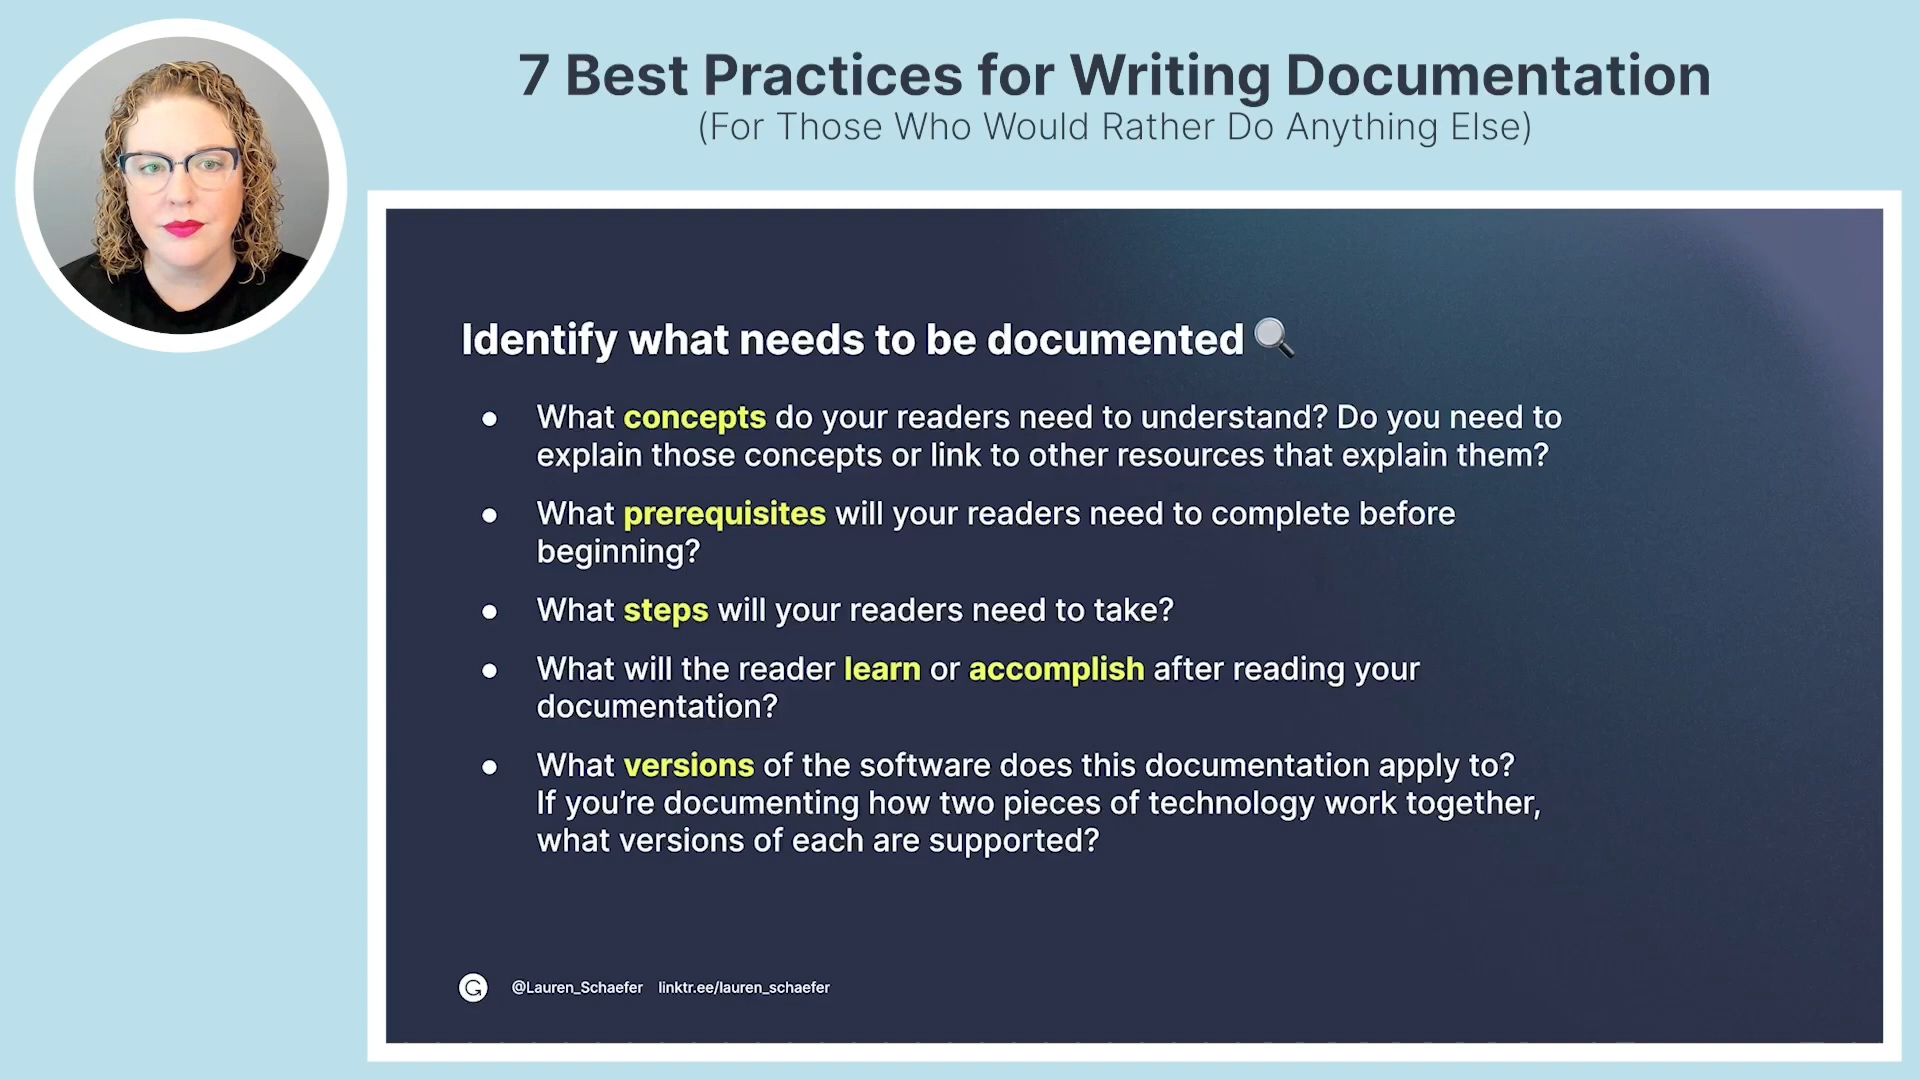 7 Best Practices for Writing Documentation
(For Those Who Would Rather Do Anything Else)
Identify what needs to be documented
● What concepts do your readers need to understand? Do you need to
explain those concepts or link to other resources that explain them?
● What prerequisites will your readers need to complete before
beginning?
● What steps will your readers need to take?
● What will the reader learn or accomplish after reading your
documentation?
● What versions of the software does this documentation apply to?
If you’re documenting how two pieces of technology work together,
what versions of each are supported?
G @Lauren_Schaefer linktr.ee/lauren_schaefer